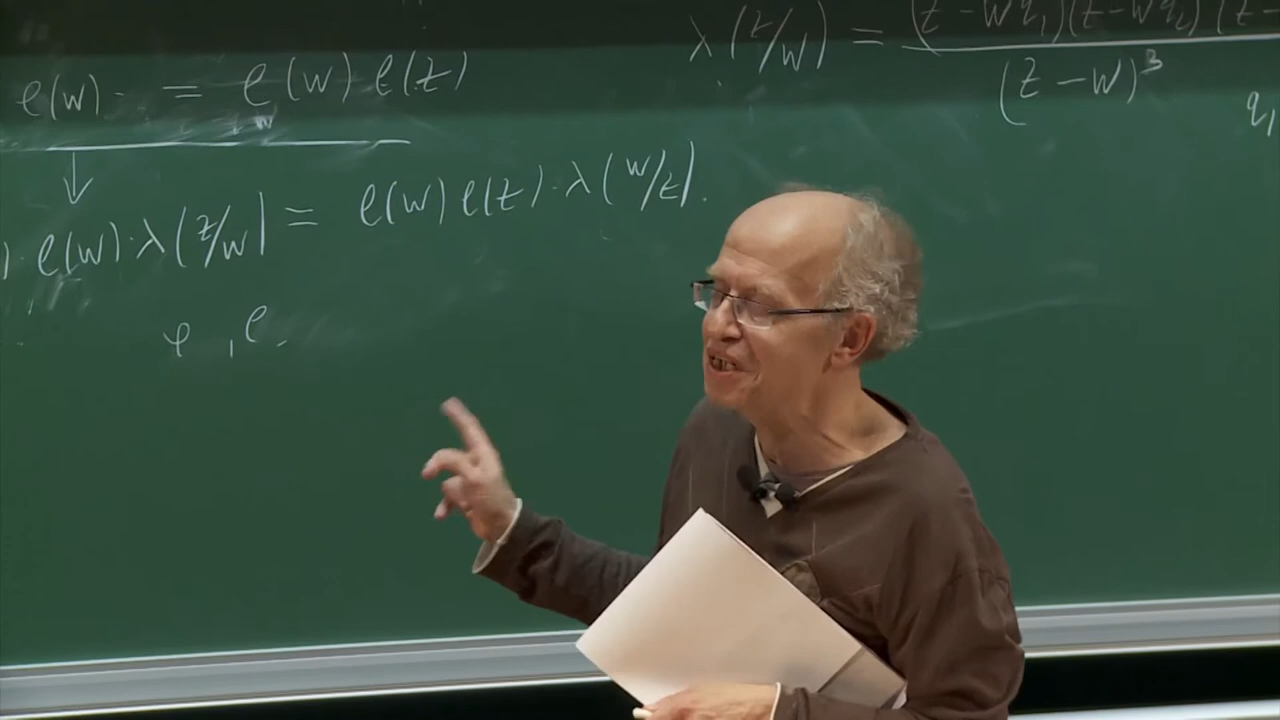 λ(z/w) = (z-wq₁)(z-wq₂)(z- / (z-w)³
e(w) · = e(w) e(z)
q₁
) · e(w) · λ(z/w) = e(w) e(z) · λ(w/z).
φ , e.